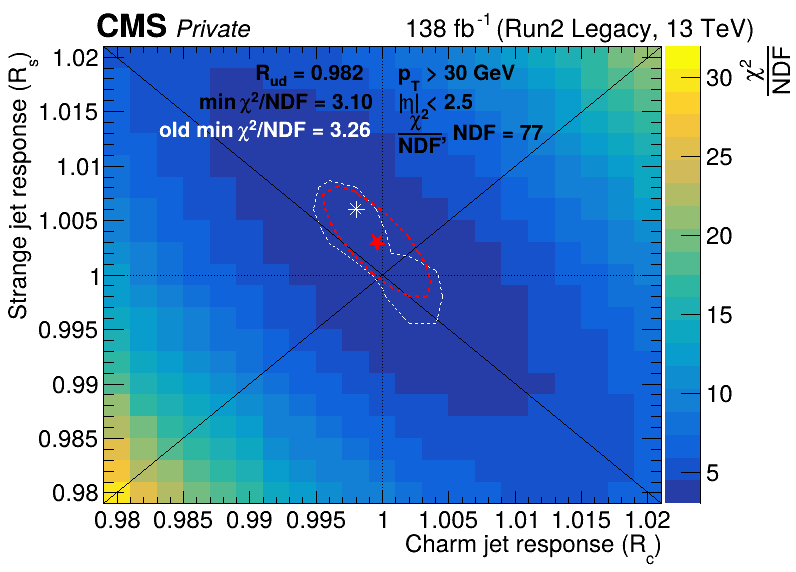 CMS Private 138 fb⁻¹ (Run2 Legacy, 13 TeV)
R_ud = 0.982
min χ²/NDF = 3.10
old min χ²/NDF = 3.26
p_T > 30 GeV
|η| < 2.5
χ²/NDF, NDF = 77
Strange jet response (R_s)
1.02
1.015
1.01
1.005
1
0.995
0.99
0.985
0.98
0.98 0.985 0.99 0.995 1 1.005 1.01 1.015 1.02
Charm jet response (R_c)
χ²/NDF
30
25
20
15
10
5